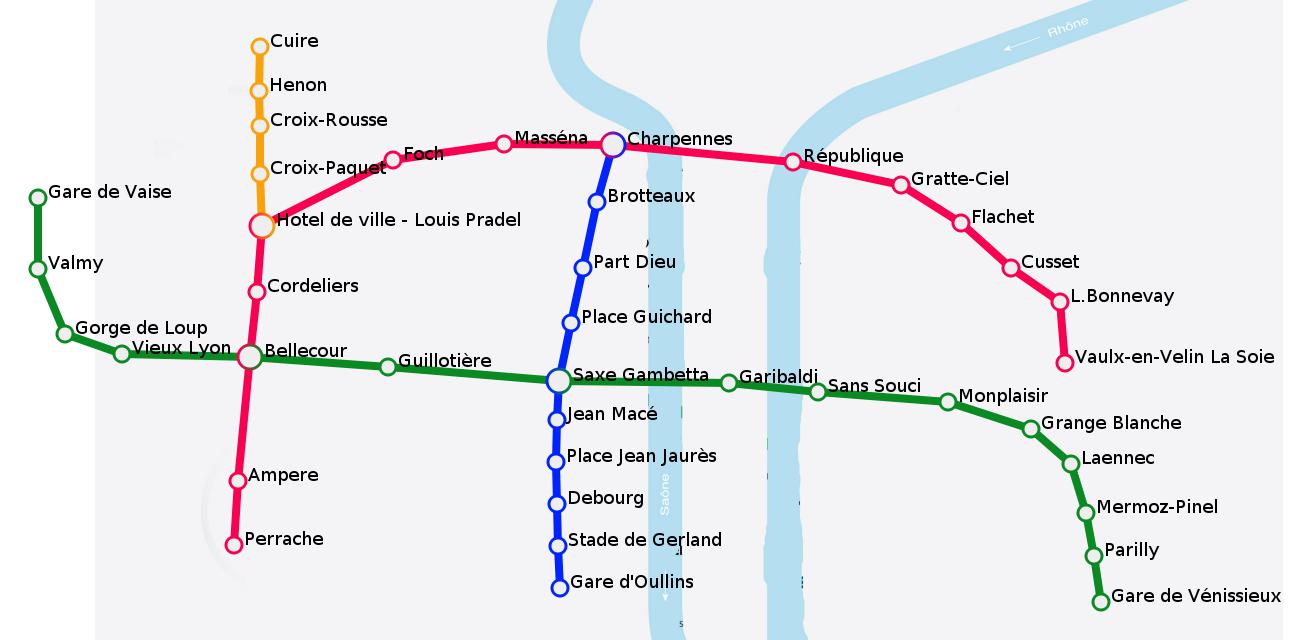 Rhône
Cuire
Henon
Croix-Rousse
Masséna
Charpennes
Foch
République
Croix-Paquet
Gratte-Ciel
Gare de Vaise
Brotteaux
Flachet
Hotel de ville - Louis Pradel
Part Dieu
Cusset
Valmy
Cordeliers
L.Bonnevay
Place Guichard
Gorge de Loup
Vieux Lyon
Bellecour
Vaulx-en-Velin La Soie
Guillotière
Saxe Gambetta
Garibaldi
Sans Souci
Monplaisir
Jean Macé
Grange Blanche
Place Jean Jaurès
Laennec
Ampere
Saône
Debourg
Mermoz-Pinel
Perrache
Stade de Gerland
Parilly
Gare d'Oullins
Gare de Vénissieux
s